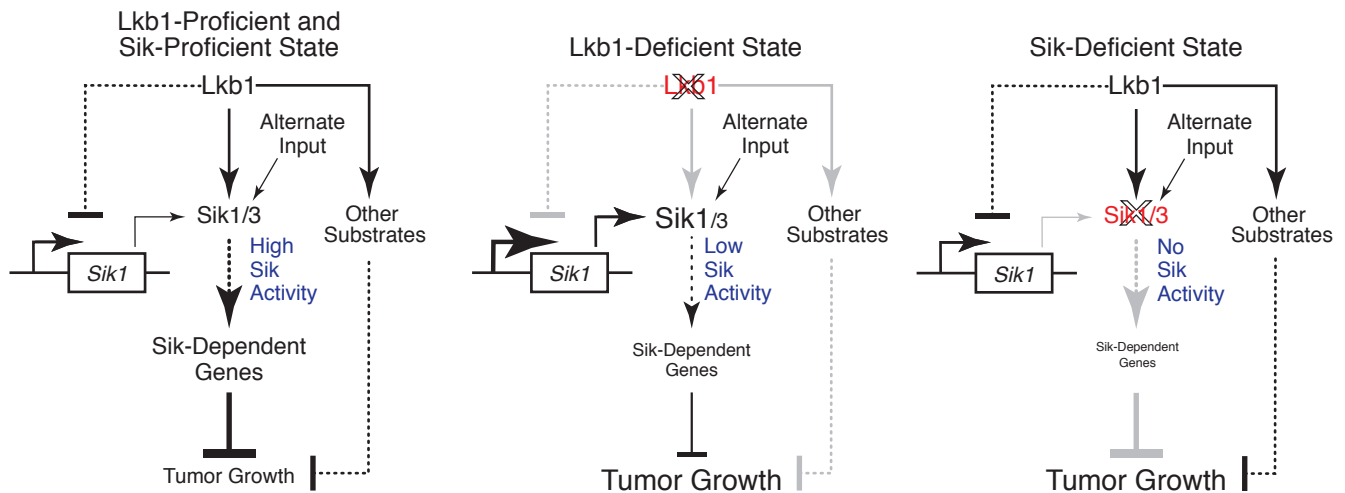 Lkb1-Proficient and
Sik-Proficient State
Lkb1
Alternate
Input
Sik1/3
Other
Substrates
Sik1
High
Sik
Activity
Sik-Dependent
Genes
Tumor Growth
Lkb1-Deficient State
Lkb1
Alternate
Input
Sik1/3
Other
Substrates
Sik1
Low
Sik
Activity
Sik-Dependent
Genes
Tumor Growth
Sik-Deficient State
Lkb1
Alternate
Input
Sik1/3
Other
Substrates
Sik1
No
Sik
Activity
Sik-Dependent
Genes
Tumor Growth